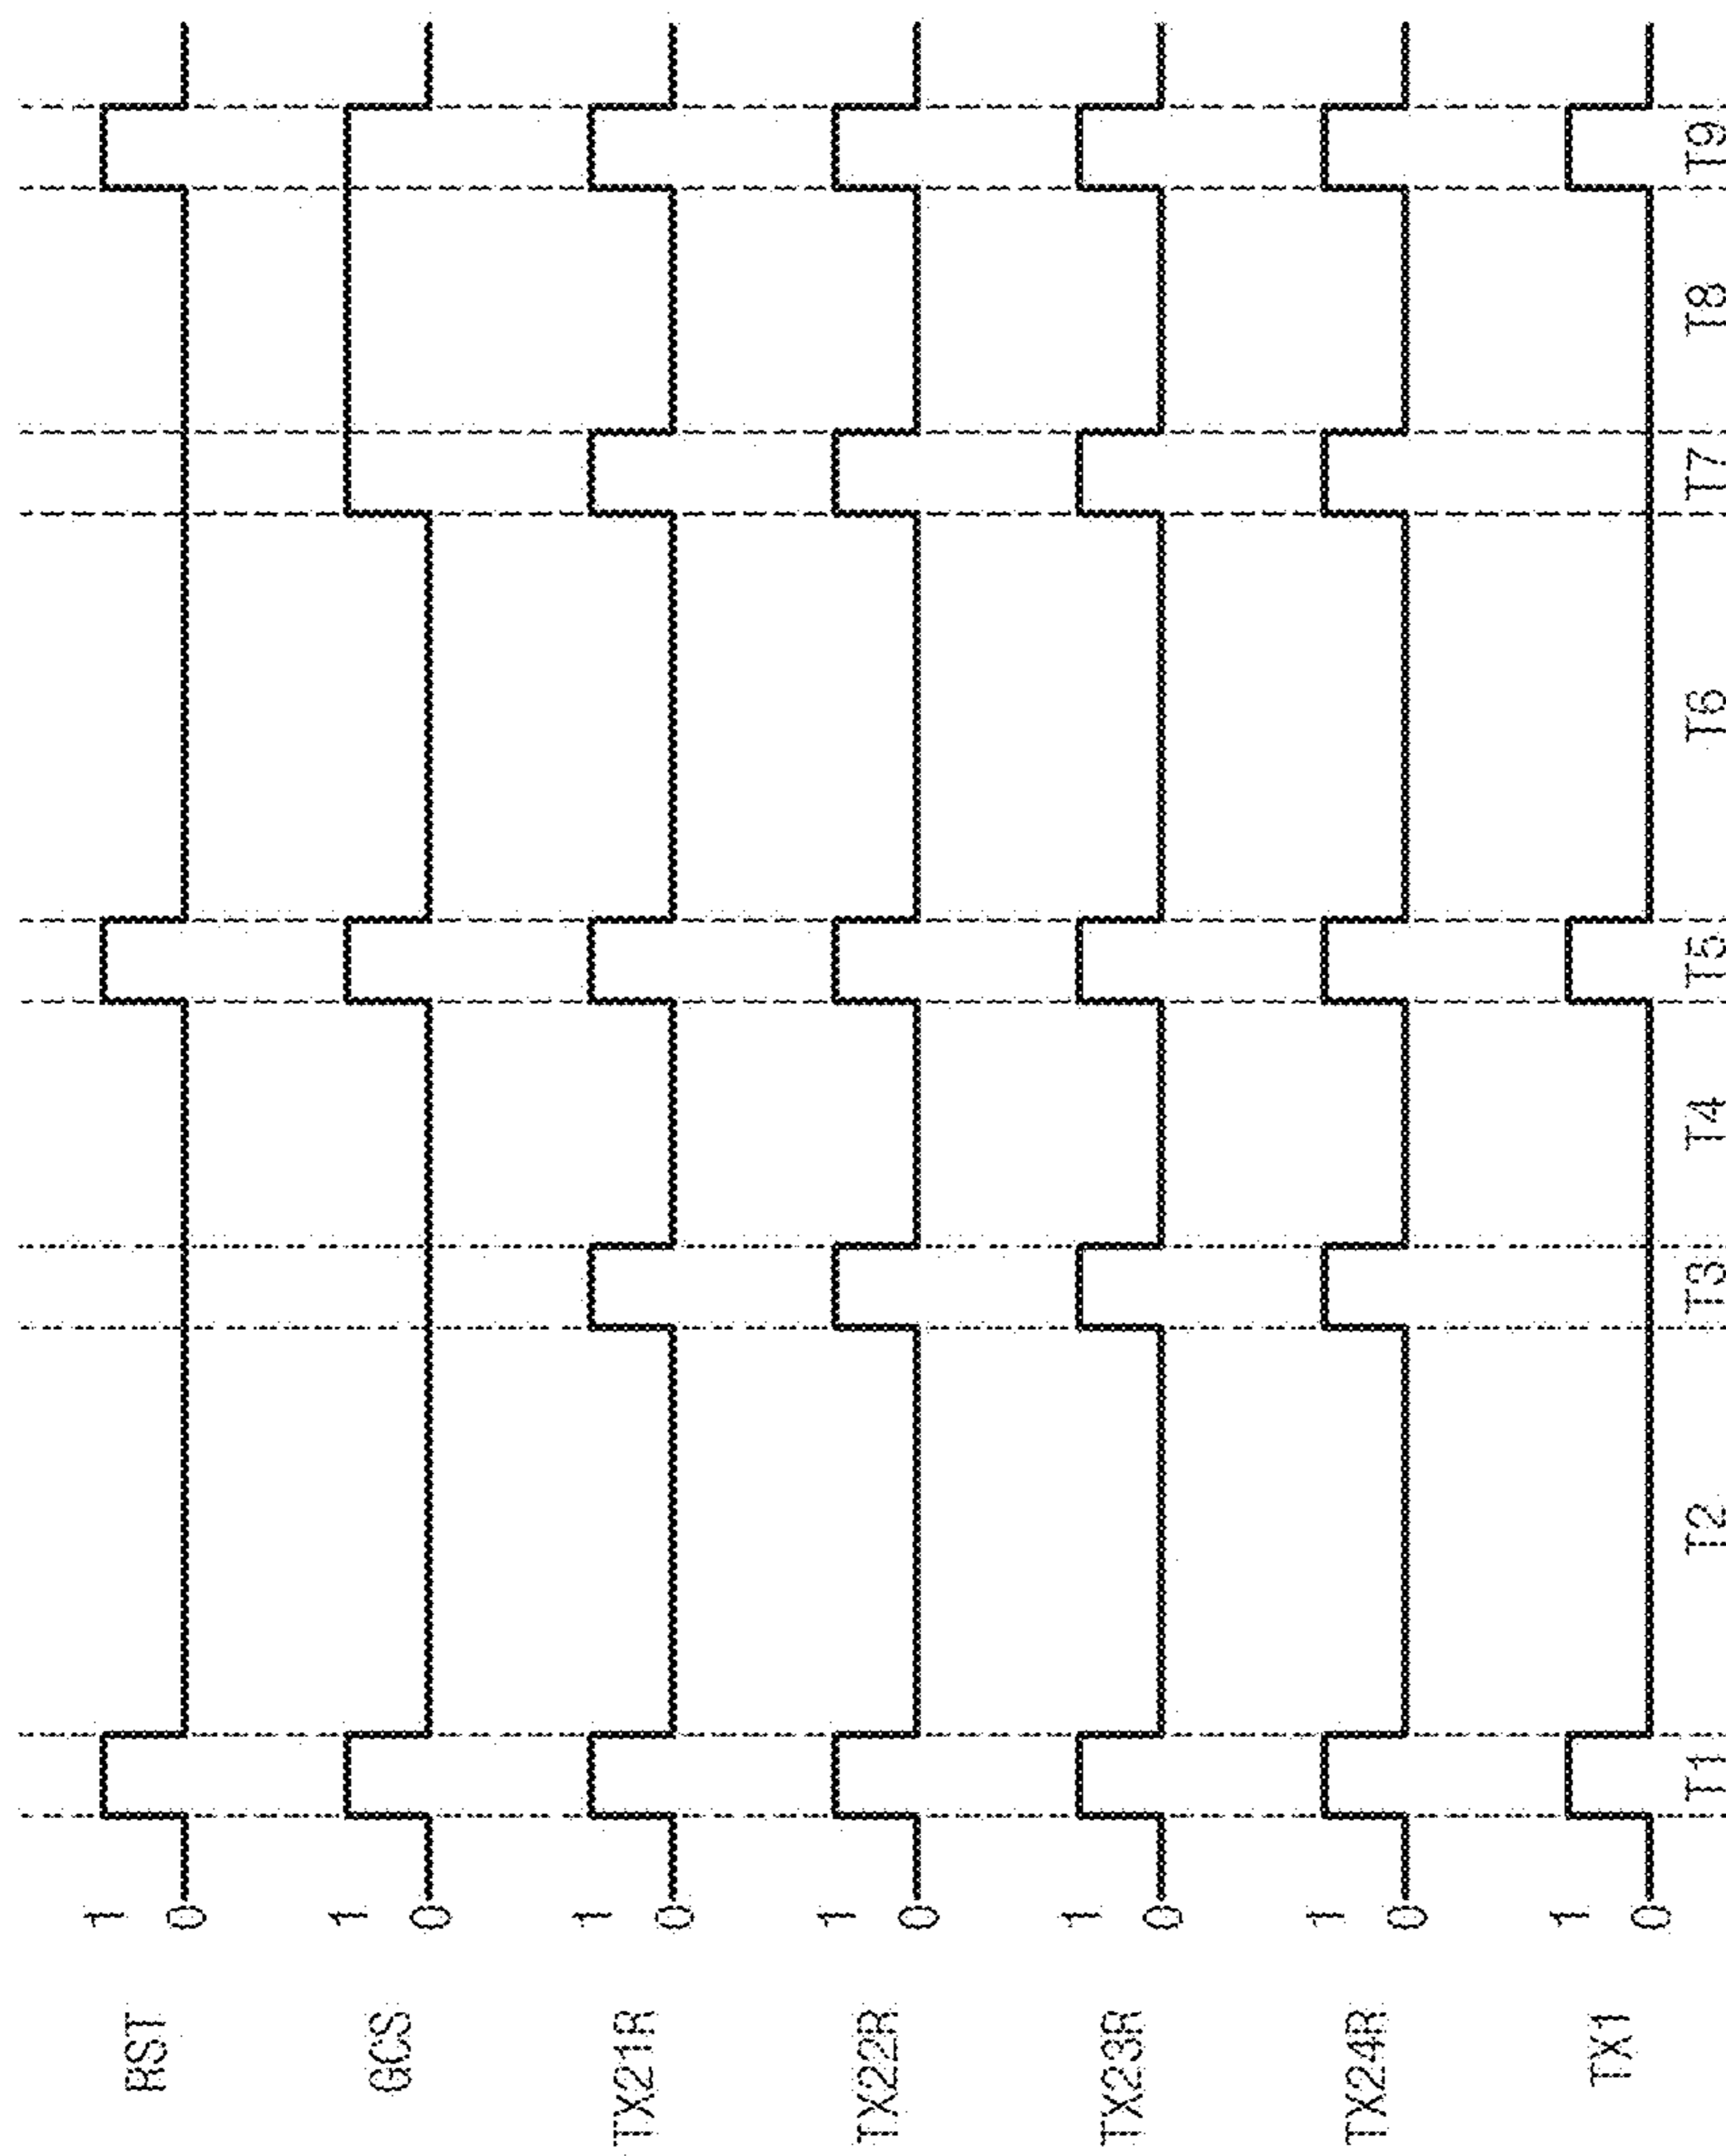 RST 1 0
GCS 1 0
TX21R 1 0
TX22R 1 0
TX23R 1 0
TX24R 1 0
TX1 1 0
T1 T2 T3 T4 T5 T6 T7 T8 T9